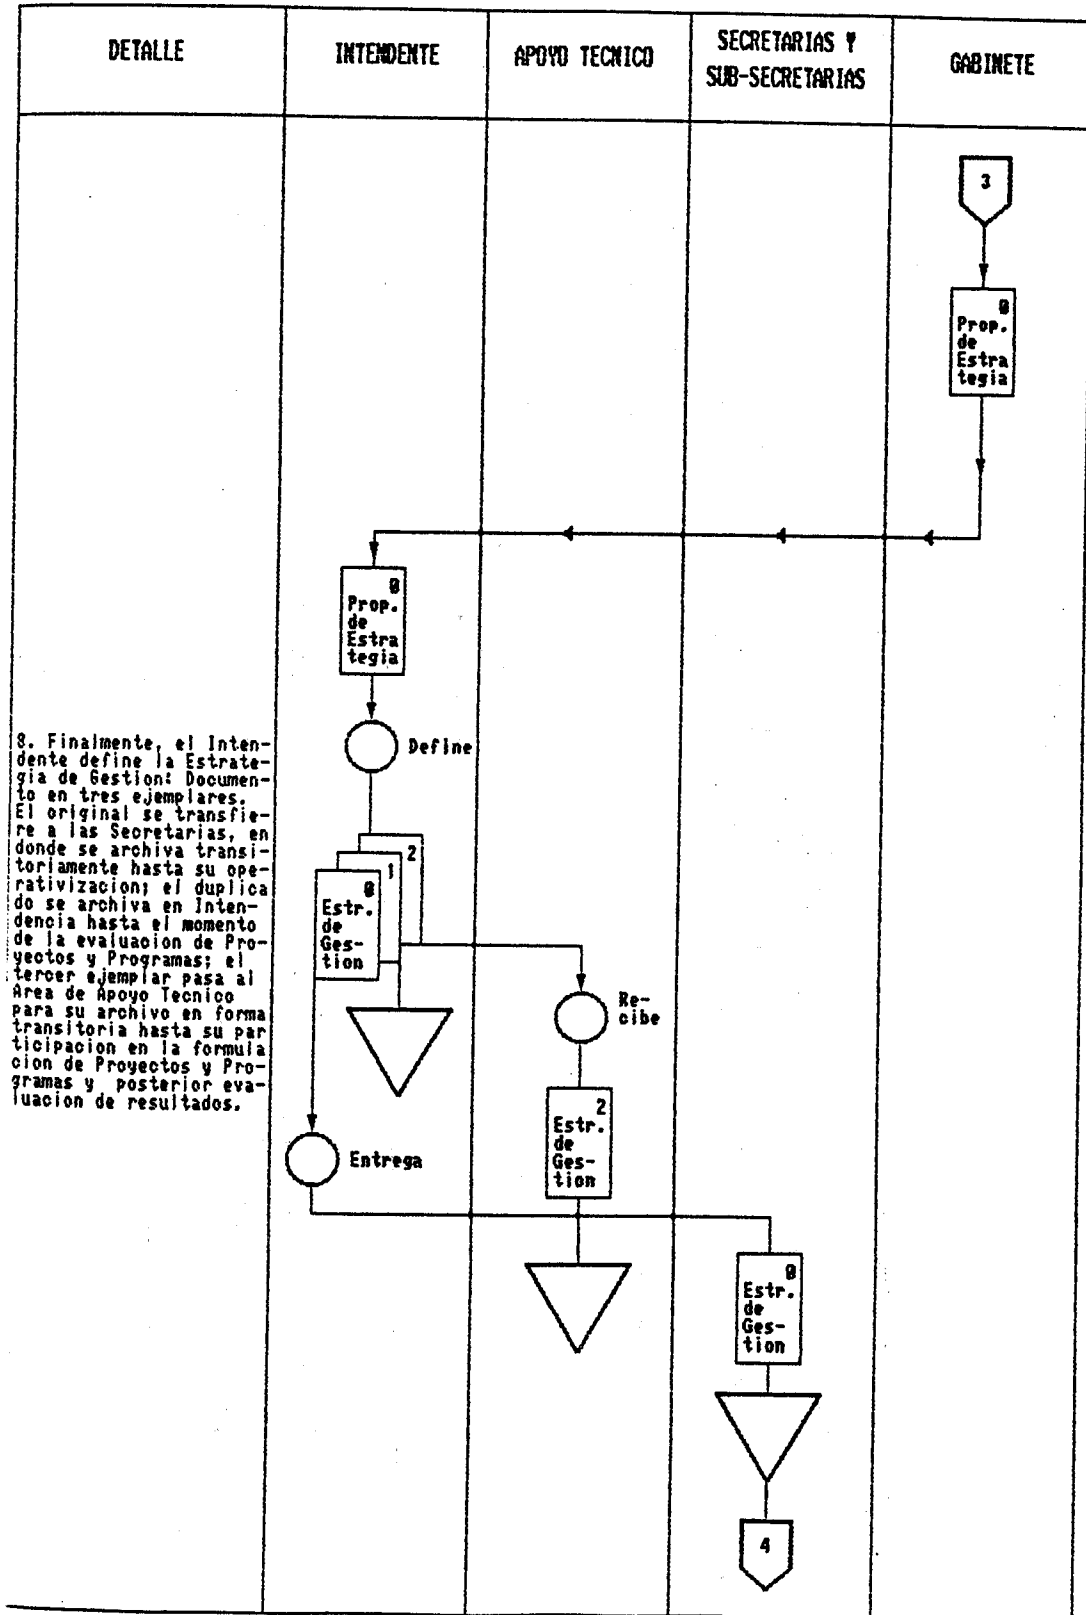 DETALLE
INTENDENTE
APOYO TECNICO
SECRETARIAS Y
SUB-SECRETARIAS
GABINETE
3
0
Prop.
de
Estra
tegia
0
Prop.
de
Estra
tegia
Define
8. Finalmente, el Inten-
dente define la Estrate-
gia de Gestion: Documen-
to en tres ejemplares.
El original se transfie-
re a las Secretarias, en
donde se archiva transi-
toriamente hasta su ope-
rativizacion; el duplica
do se archiva en Inten-
dencia hasta el momento
de la evaluacion de Pro-
yectos y Programas; el
tercer ejemplar pasa al
Area de Apoyo Tecnico
para su archivo en forma
transitoria hasta su par
ticipacion en la formula
cion de Proyectos y Pro-
gramas y posterior eva-
luacion de resultados.
2
1
0
Estr.
de
Ges-
tion
Re-
cibe
2
Estr.
de
Ges-
tion
Entrega
0
Estr.
de
Ges-
tion
4